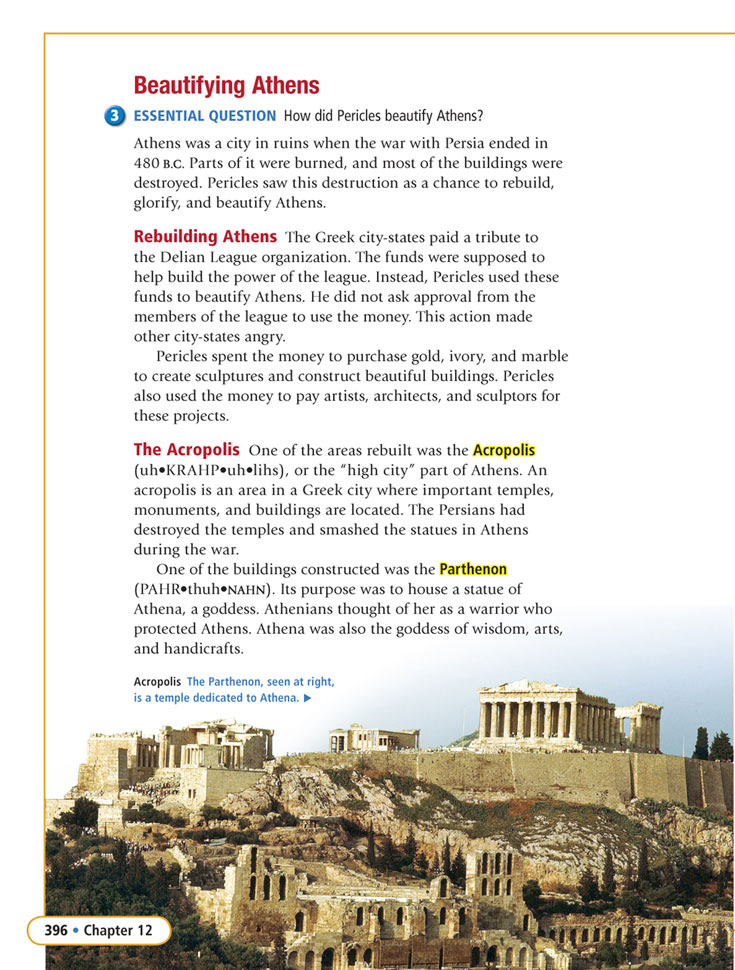 Beautifying Athens
3 ESSENTIAL QUESTION How did Pericles beautify Athens?
Athens was a city in ruins when the war with Persia ended in
480 B.C. Parts of it were burned, and most of the buildings were
destroyed. Pericles saw this destruction as a chance to rebuild,
glorify, and beautify Athens.
Rebuilding Athens The Greek city-states paid a tribute to
the Delian League organization. The funds were supposed to
help build the power of the league. Instead, Pericles used these
funds to beautify Athens. He did not ask approval from the
members of the league to use the money. This action made
other city-states angry.
Pericles spent the money to purchase gold, ivory, and marble
to create sculptures and construct beautiful buildings. Pericles
also used the money to pay artists, architects, and sculptors for
these projects.
The Acropolis One of the areas rebuilt was the Acropolis
(uh•KRAHP•uh•lihs), or the “high city” part of Athens. An
acropolis is an area in a Greek city where important temples,
monuments, and buildings are located. The Persians had
destroyed the temples and smashed the statues in Athens
during the war.
One of the buildings constructed was the Parthenon
(PAHR•thuh•NAHN). Its purpose was to house a statue of
Athena, a goddess. Athenians thought of her as a warrior who
protected Athens. Athena was also the goddess of wisdom, arts,
and handicrafts.
Acropolis The Parthenon, seen at right,
is a temple dedicated to Athena. ▶
396 • Chapter 12